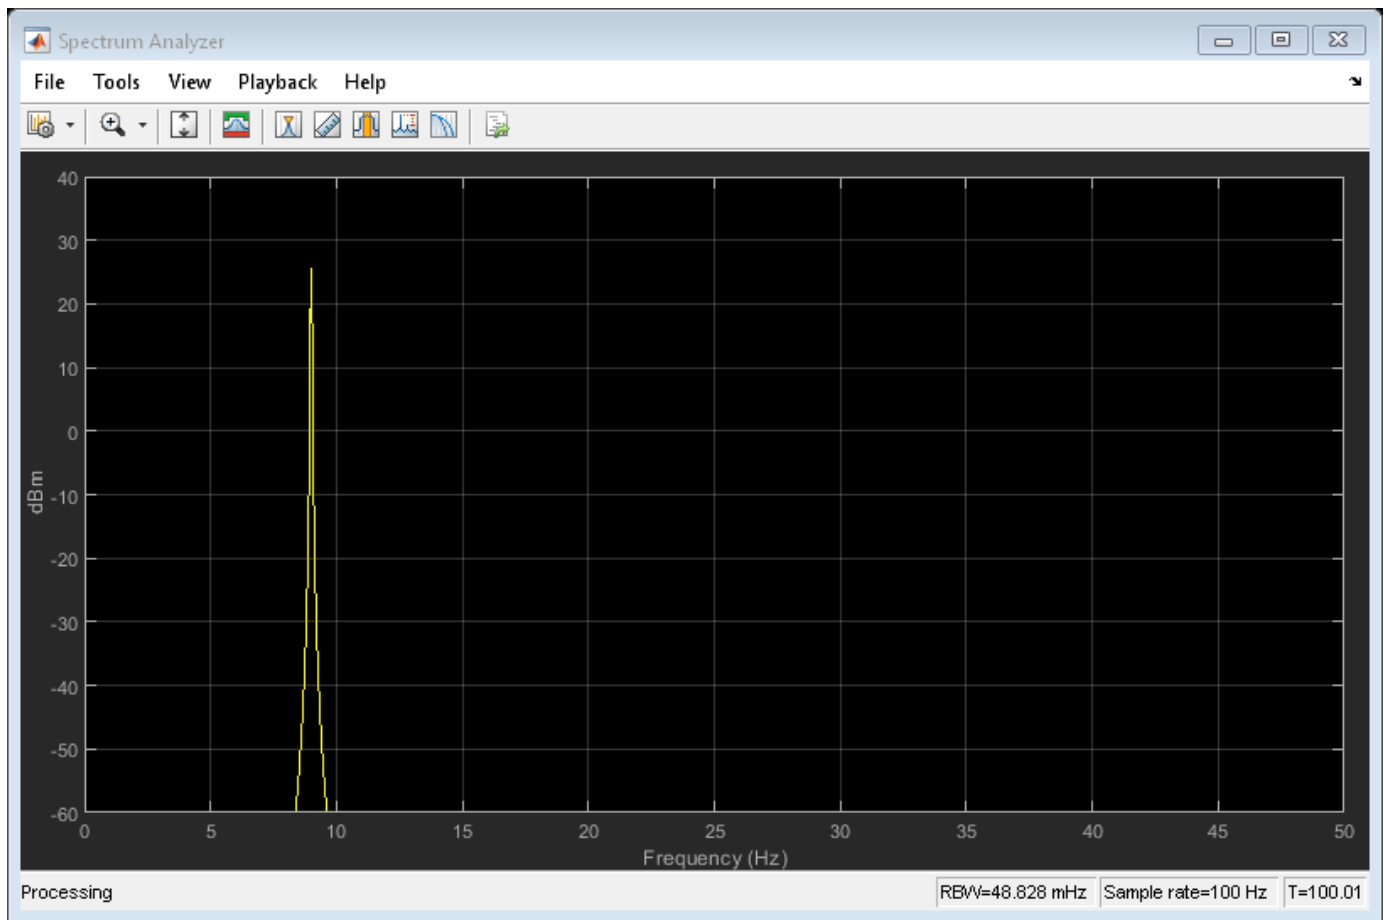 Spectrum Analyzer
File Tools View Playback Help
40
30
20
10
0
-10
-20
-30
-40
-50
-60
dBm
0 5 10 15 20 25 30 35 40 45 50
Frequency (Hz)
Processing RBW=48.828 mHz Sample rate=100 Hz T=100.01